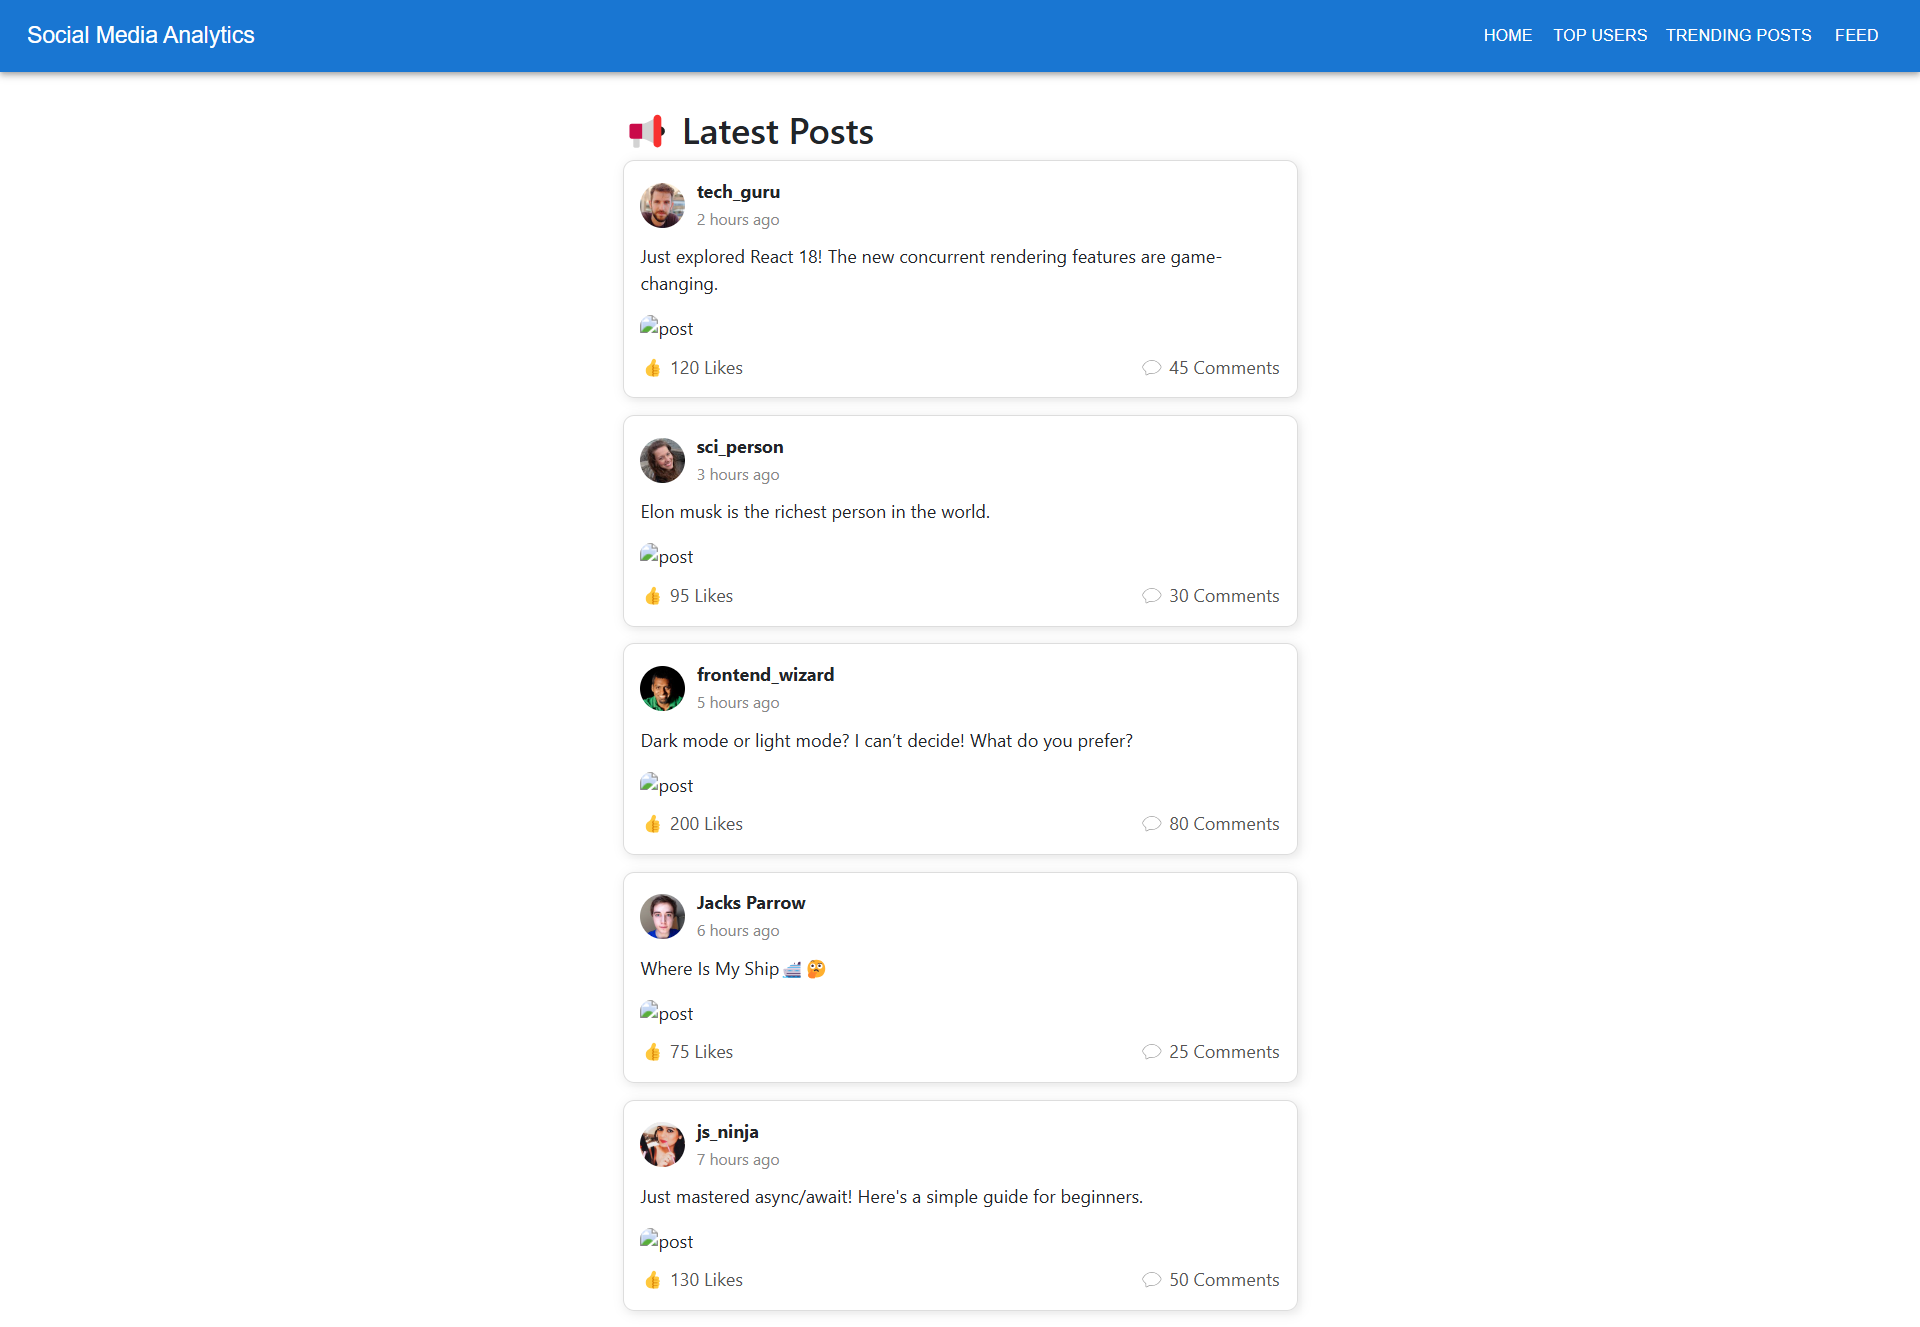 Social Media Analytics
HOME TOP USERS TRENDING POSTS FEED
📢 Latest Posts
tech_guru
2 hours ago
Just explored React 18! The new concurrent rendering features are game-
changing.
post
👍 120 Likes
💬 45 Comments
sci_person
3 hours ago
Elon musk is the richest person in the world.
post
👍 95 Likes
💬 30 Comments
frontend_wizard
5 hours ago
Dark mode or light mode? I can’t decide! What do you prefer?
post
👍 200 Likes
💬 80 Comments
Jacks Parrow
6 hours ago
Where Is My Ship 🛳️ 🤔
post
👍 75 Likes
💬 25 Comments
js_ninja
7 hours ago
Just mastered async/await! Here's a simple guide for beginners.
post
👍 130 Likes
💬 50 Comments